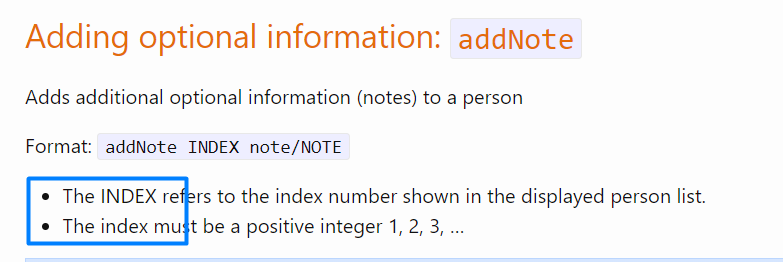 Adding optional information: addNote
Adds additional optional information (notes) to a person
Format: addNote INDEX note/NOTE
• The INDEX refers to the index number shown in the displayed person list.
• The index must be a positive integer 1, 2, 3, …